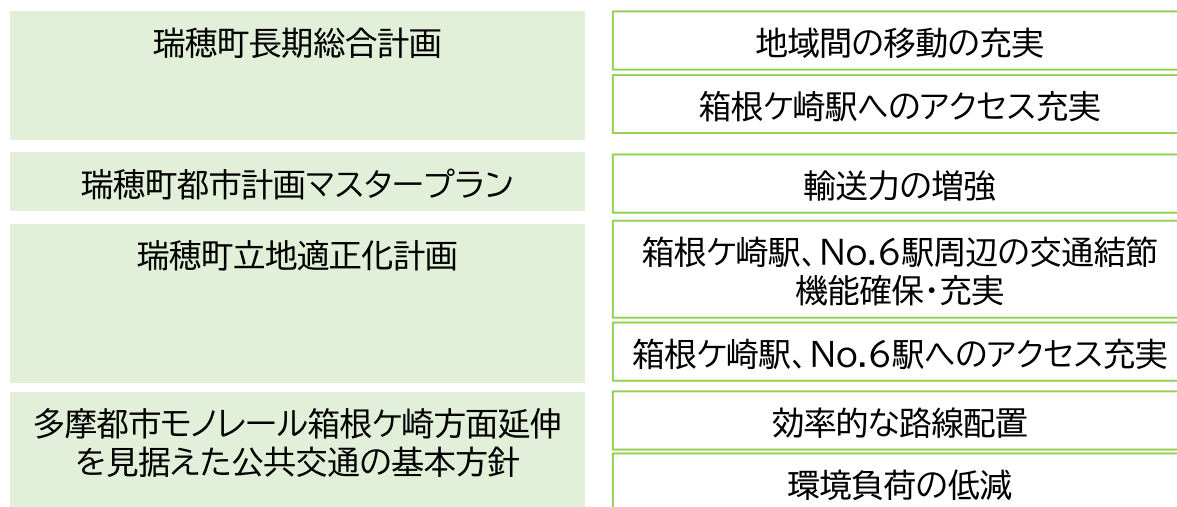 瑞穂町長期総合計画
地域間の移動の充実
箱根ケ崎駅へのアクセス充実
瑞穂町都市計画マスタープラン
輸送力の増強
瑞穂町立地適正化計画
箱根ケ崎駅、No.6駅周辺の交通結節
機能確保・充実
箱根ケ崎駅、No.6駅へのアクセス充実
多摩都市モノレール箱根ケ崎方面延伸
を見据えた公共交通の基本方針
効率的な路線配置
環境負荷の低減